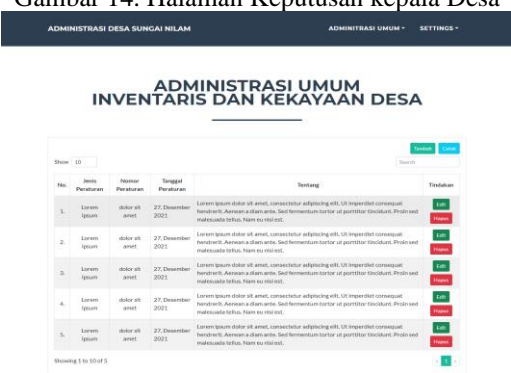 Gambar 14. Halaman Keputusan kepala Desa
ADMINISTRASI DESA SUNGAI NILAM
ADMINITRASI UMUM
SETTINGS
ADMINISTRASI UMUM
INVENTARIS DAN KEKAYAAN DESA
Tambah Cetak
Show 10
Search
No. Jenis Peraturan Nomor Peraturan Tanggal Peraturan Tentang Tindakan
1. Lorem ipsum dolor sit amet 27, Desember 2021 Lorem ipsum dolor sit amet, consectetur adipiscing elit. Ut imperdiet consequat
hendrerit. Aenean a diam ante. Sed fermentum tortor ut porttitor tincidunt. Proin sed
malesuada tellus. Nam eu nisi est.
Edit
Hapus
2. Lorem ipsum dolor sit amet 27, Desember 2021 Lorem ipsum dolor sit amet, consectetur adipiscing elit. Ut imperdiet consequat
hendrerit. Aenean a diam ante. Sed fermentum tortor ut porttitor tincidunt. Proin sed
malesuada tellus. Nam eu nisi est.
Edit
Hapus
3. Lorem ipsum dolor sit amet 27, Desember 2021 Lorem ipsum dolor sit amet, consectetur adipiscing elit. Ut imperdiet consequat
hendrerit. Aenean a diam ante. Sed fermentum tortor ut porttitor tincidunt. Proin sed
malesuada tellus. Nam eu nisi est.
Edit
Hapus
4. Lorem ipsum dolor sit amet 27, Desember 2021 Lorem ipsum dolor sit amet, consectetur adipiscing elit. Ut imperdiet consequat
hendrerit. Aenean a diam ante. Sed fermentum tortor ut porttitor tincidunt. Proin sed
malesuada tellus. Nam eu nisi est.
Edit
Hapus
5. Lorem ipsum dolor sit amet 27, Desember 2021 Lorem ipsum dolor sit amet, consectetur adipiscing elit. Ut imperdiet consequat
hendrerit. Aenean a diam ante. Sed fermentum tortor ut porttitor tincidunt. Proin sed
malesuada tellus. Nam eu nisi est.
Edit
Hapus
Showing 1 to 10 of 5
1